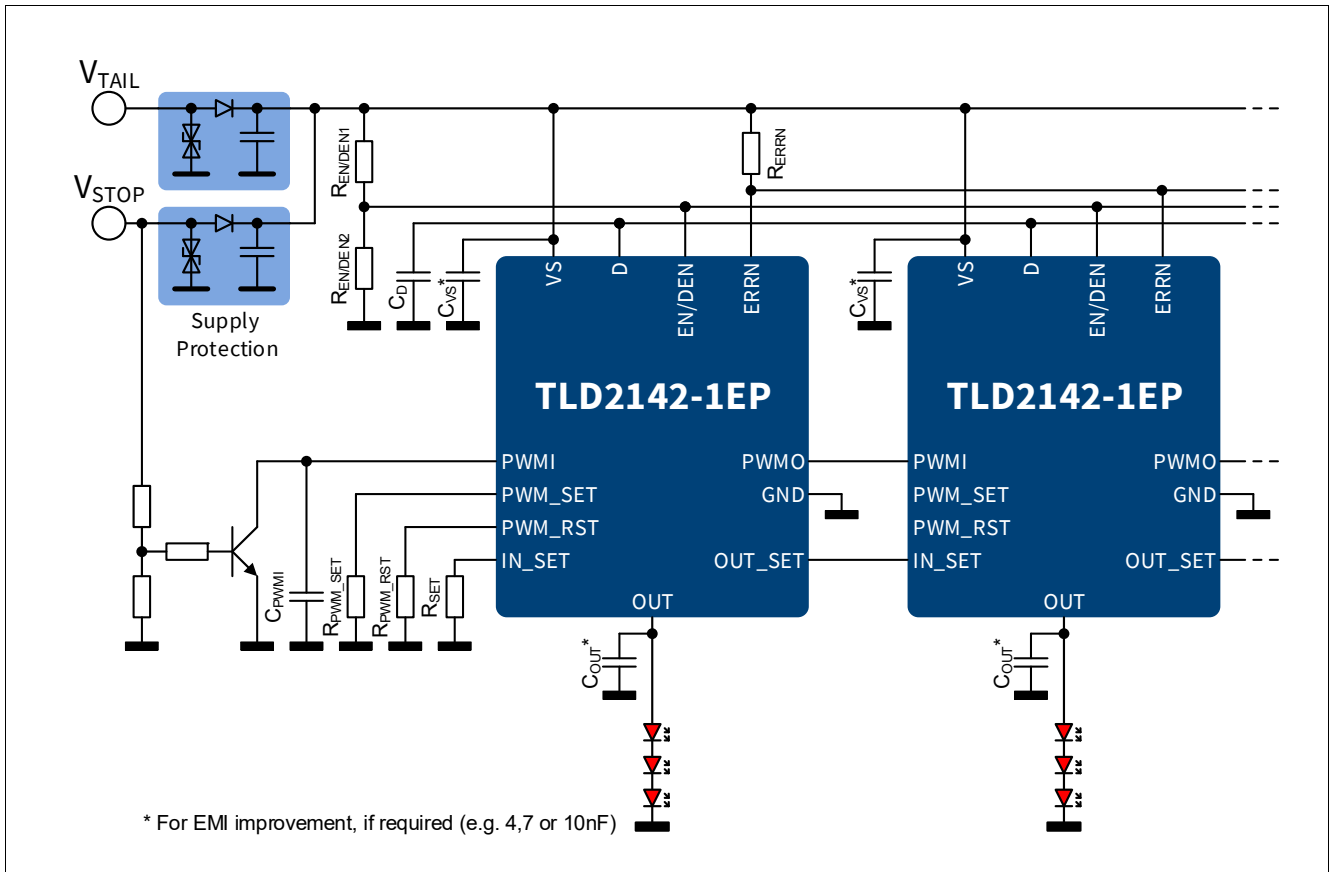 VTAIL
VSTOP
Supply
Protection
REN/DEN1
REN/DEN2
CD
CVS*
RERRN
CVS*
VS
D
EN/DEN
ERRN
VS
D
EN/DEN
ERRN
TLD2142-1EP
TLD2142-1EP
PWMI
PWM_SET
PWM_RST
IN_SET
PWMO
GND
OUT_SET
OUT
PWMI
PWM_SET
PWM_RST
IN_SET
PWMO
GND
OUT_SET
OUT
CPWMI
RPWM_SET
RPWM_RST
RSET
COUT*
COUT*
* For EMI improvement, if required (e.g. 4,7 or 10nF)